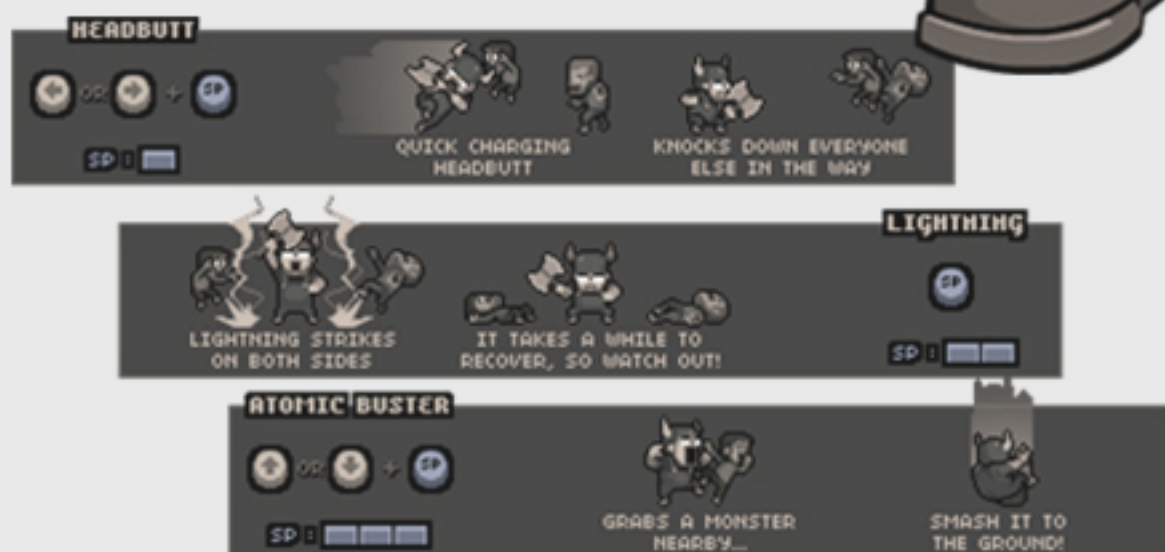 HEADBUTT
OR + SP
SP:
QUICK CHARGING
HEADBUTT
KNOCKS DOWN EVERYONE
ELSE IN THE WAY
LIGHTNING
SP
SP:
LIGHTNING STRIKES
ON BOTH SIDES
IT TAKES A WHILE TO
RECOVER, SO WATCH OUT!
ATOMIC BUSTER
OR + SP
SP:
GRABS A MONSTER
NEARBY...
SMASH IT TO
THE GROUND!